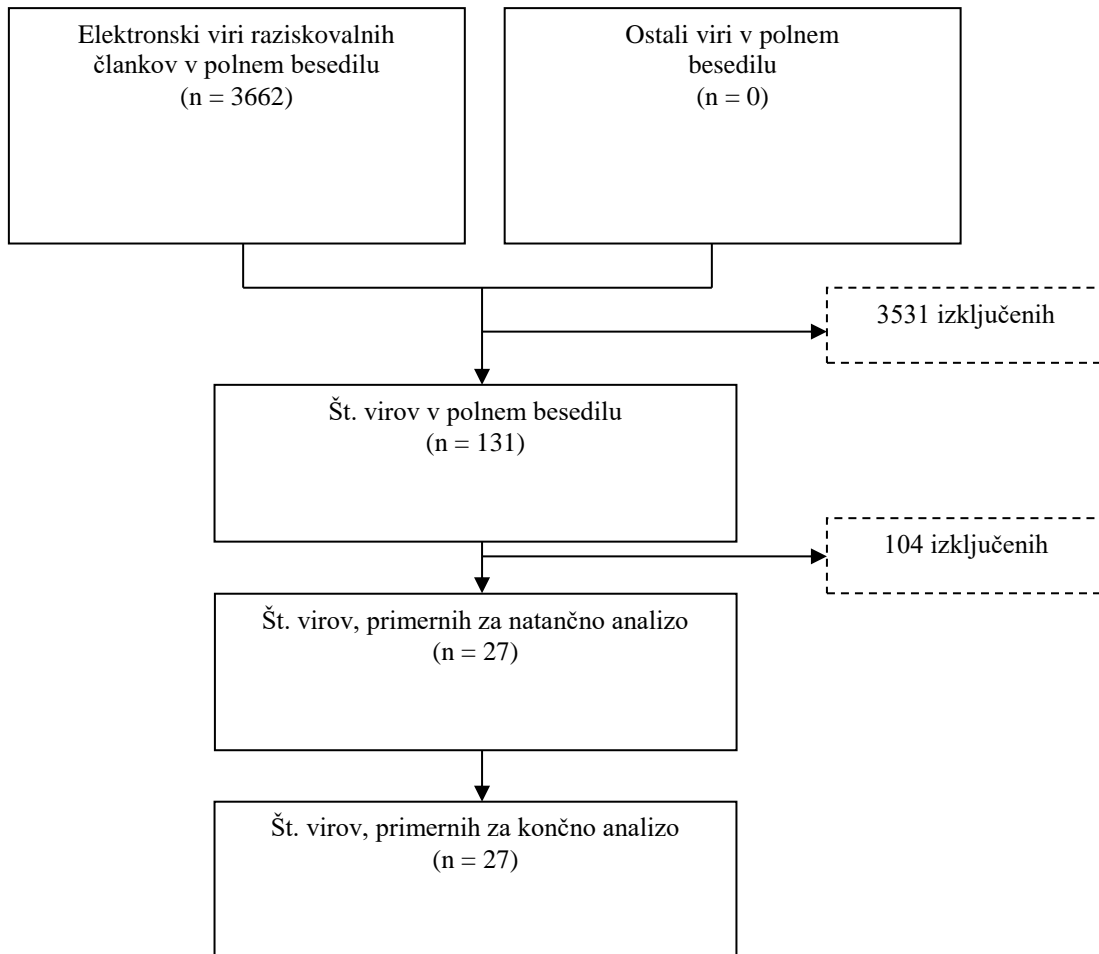 Elektronski viri raziskovalnih
člankov v polnem besedilu
(n = 3662)
Ostali viri v polnem
besedilu
(n = 0)
3531 izključenih
Št. virov v polnem besedilu
(n = 131)
104 izključenih
Št. virov, primernih za natančno analizo
(n = 27)
Št. virov, primernih za končno analizo
(n = 27)